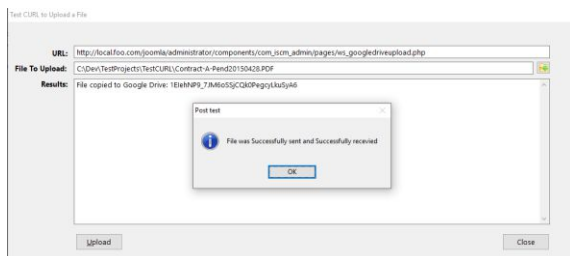 Test CURL to Upload a File
URL: http://local.foo.com/joomla/administrator/components/com_iscm_admin/pages/ws_googledriveupload.php
File To Upload: C:\Dev\TestProjects\TestCURL\Contract-A-Pend20150428.PDF
Results: File copied to Google Drive:
Post test
File was Successfully sent and Successfully recevied
OK
Upload
Close